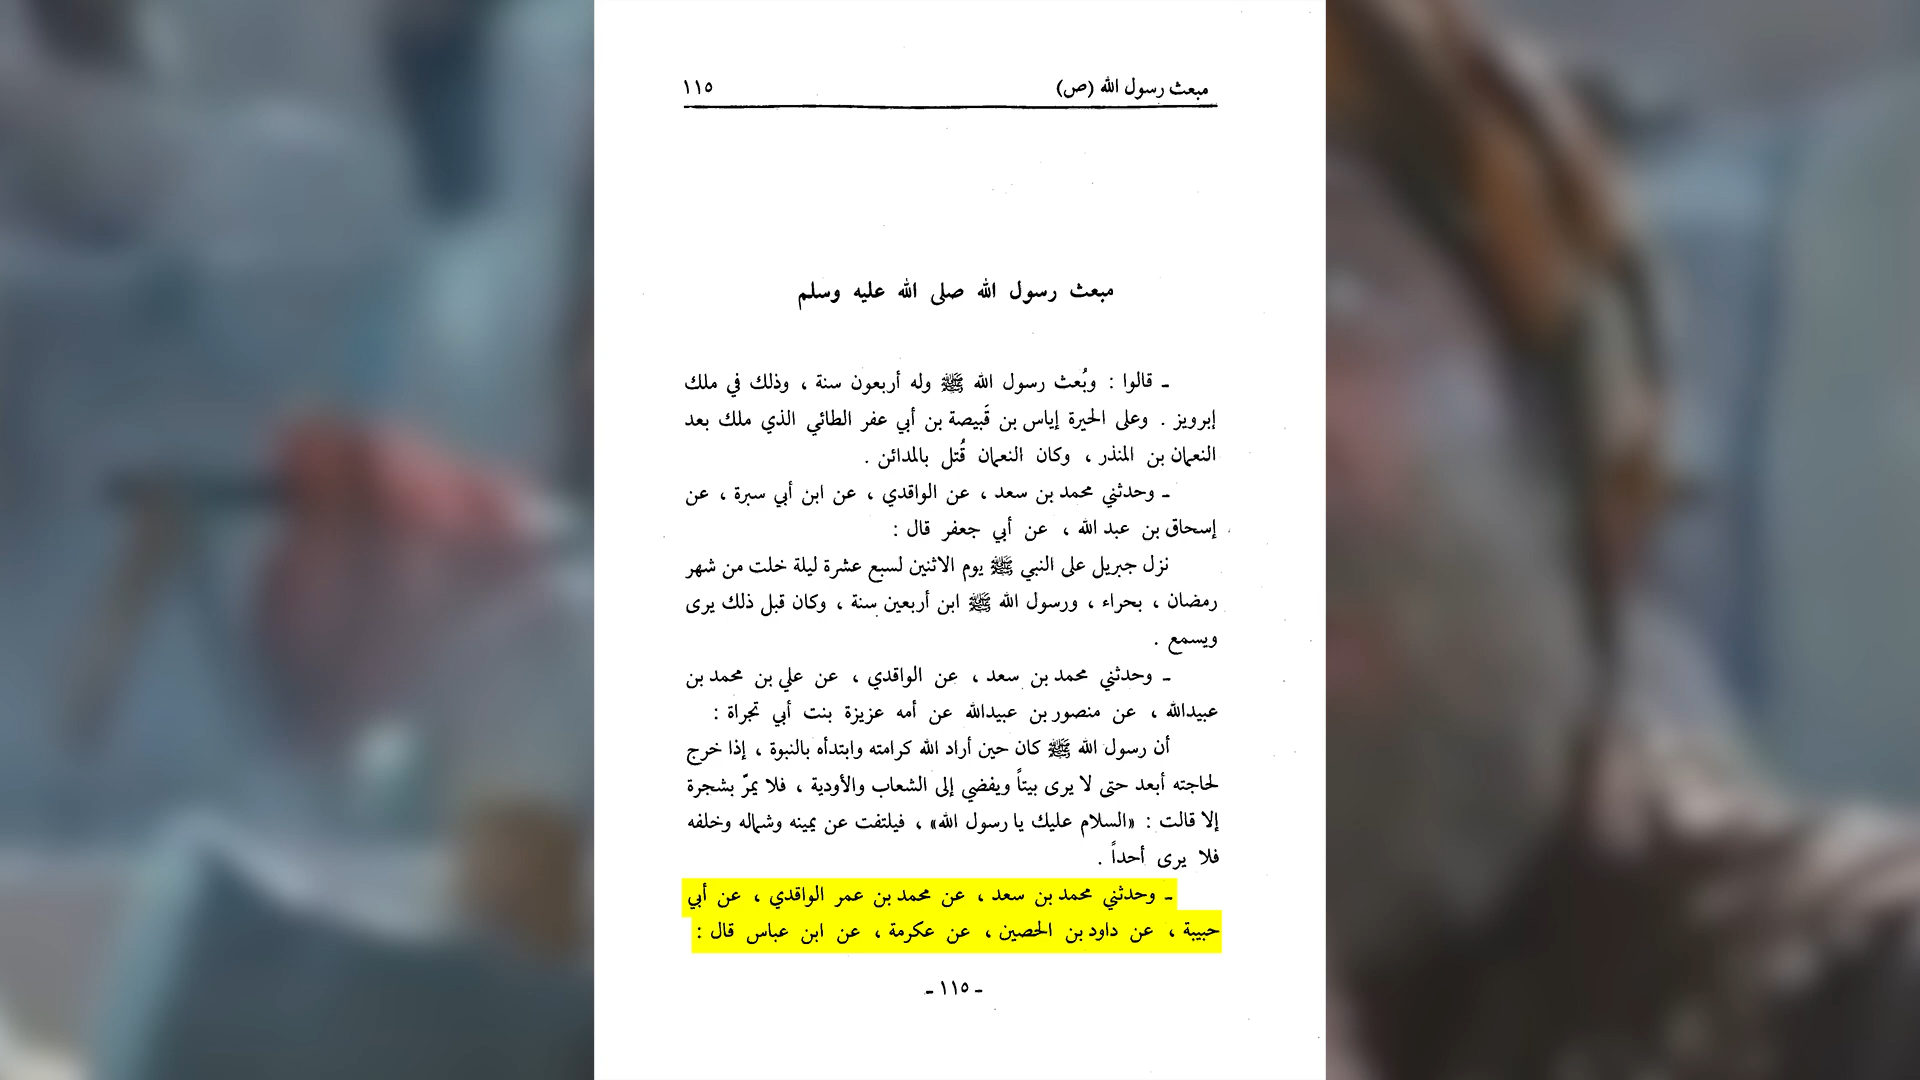 مبعث رسول الله (ص) ١١٥
مبعث رسول الله صلى الله عليه وسلم
ـ قالوا : وبُعث رسول الله ﷺ وله أربعون سنة ، وذلك في ملك
إبرويز . وعلى الحيرة إياس بن قَبيصة بن أبي عفر الطائي الذي ملك بعد
النعمان بن المنذر ، وكان النعمان قُتل بالمدائن .
ـ وحدثني محمد بن سعد ، عن الواقدي ، عن ابن أبي سبرة ، عن
إسحاق بن عبد الله ، عن أبي جعفر قال :
نزل جبريل على النبي ﷺ يوم الاثنين لسبع عشرة ليلة خلت من شهر
رمضان ، بحراء ، ورسول الله ﷺ ابن أربعين سنة ، وكان قبل ذلك يرى
ويسمع .
ـ وحدثني محمد بن سعد ، عن الواقدي ، عن علي بن محمد بن
عبيدالله ، عن منصور بن عبيدالله عن أمه عزيزة بنت أبي تجراة :
أن رسول الله ﷺ كان حين أراد الله كرامته وابتدأه بالنبوة ، إذا خرج
لحاجته أبعد حتى لا يرى بيتاً ويفضي إلى الشعاب والأودية ، فلا يمرّ بشجرة
إلا قالت : «السلام عليك يا رسول الله» ، فيلتفت عن يمينه وشماله وخلفه
فلا يرى أحداً .
ـ وحدثني محمد بن سعد ، عن محمد بن عمر الواقدي ، عن أبي
حبيبة ، عن داود بن الحصين ، عن عكرمة ، عن ابن عباس قال :
ـ ١١٥ ـ